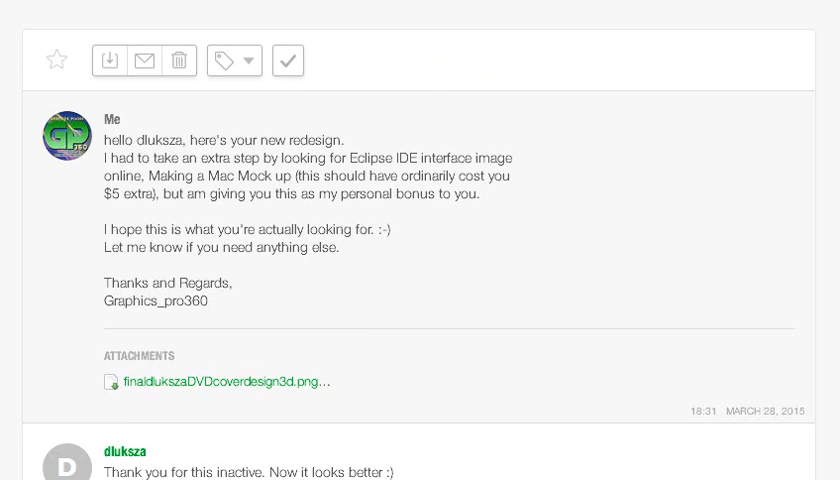 Me
hello dluksza, here's your new redesign.
I had to take an extra step by looking for Eclipse IDE interface image
online, Making a Mac Mock up (this should have ordinarily cost you
$5 extra), but am giving you this as my personal bonus to you.
I hope this is what you're actually looking for. :-)
Let me know if you need anything else.
Thanks and Regards,
Graphics_pro360
ATTACHMENTS
finaldlukszaDVDcoverdesign3d.png...
18:31 MARCH 28, 2015
D
dluksza
Thank you for this inactive. Now it looks better :)
GP
360